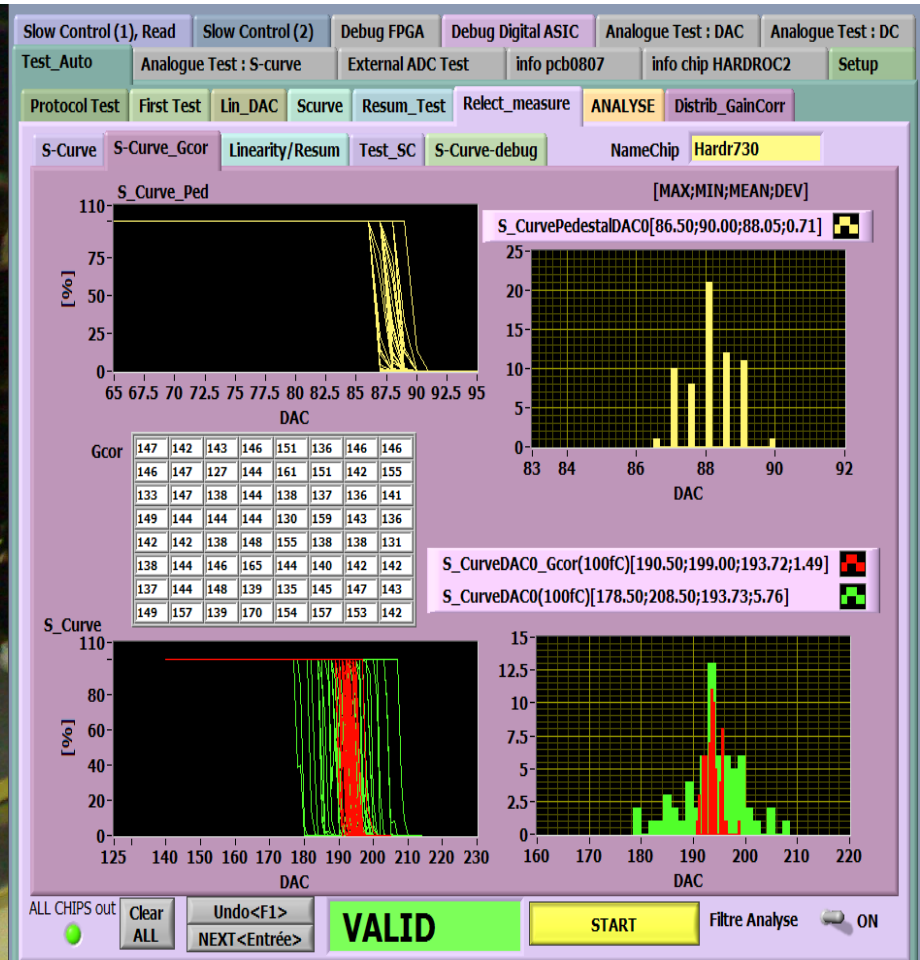 Slow Control (1), Read Slow Control (2) Debug FPGA Debug Digital ASIC Analogue Test : DAC Analogue Test : DC
Test_Auto Analogue Test : S-curve External ADC Test info pcb0807 info chip HARDROC2 Setup
Protocol Test First Test Lin_DAC Scurve Resum_Test Relect_measure ANALYSE Distrib_GainCorr
S-Curve S-Curve_Gcor Linearity/Resum Test_SC S-Curve-debug NameChip Hardr730
S_Curve_Ped
110-
75-
50-
25-
0-
[%]
65 67.5 70 72.5 75 77.5 80 82.5 85 87.5 90 92.5 95
DAC
[MAX;MIN;MEAN;DEV]
S_CurvePedestalDAC0[86.50;90.00;88.05;0.71]
25-
20-
15-
10-
5-
0-
83 84 86 88 90 92
DAC
Gcor
147 142 143 146 151 136 146 146
146 147 127 144 161 151 142 155
133 147 138 144 138 137 136 141
149 144 144 144 130 159 143 136
142 142 138 148 155 138 138 131
138 144 146 165 144 140 142 142
137 144 148 139 135 145 147 143
149 157 139 170 154 157 153 142
S_CurveDAC0_Gcor(100fC)[190.50;199.00;193.72;1.49]
S_CurveDAC0(100fC)[178.50;208.50;193.73;5.76]
S_Curve
110-
80-
60-
40-
20-
0-
[%]
125 140 150 160 170 180 190 200 210 220 230
DAC
15-
12.5-
10-
7.5-
5-
2.5-
0-
160 170 180 190 200 210 220
DAC
ALL CHIPS out
Clear
ALL
Undo<F1>
NEXT<Entrée>
VALID
START
Filtre Analyse ON